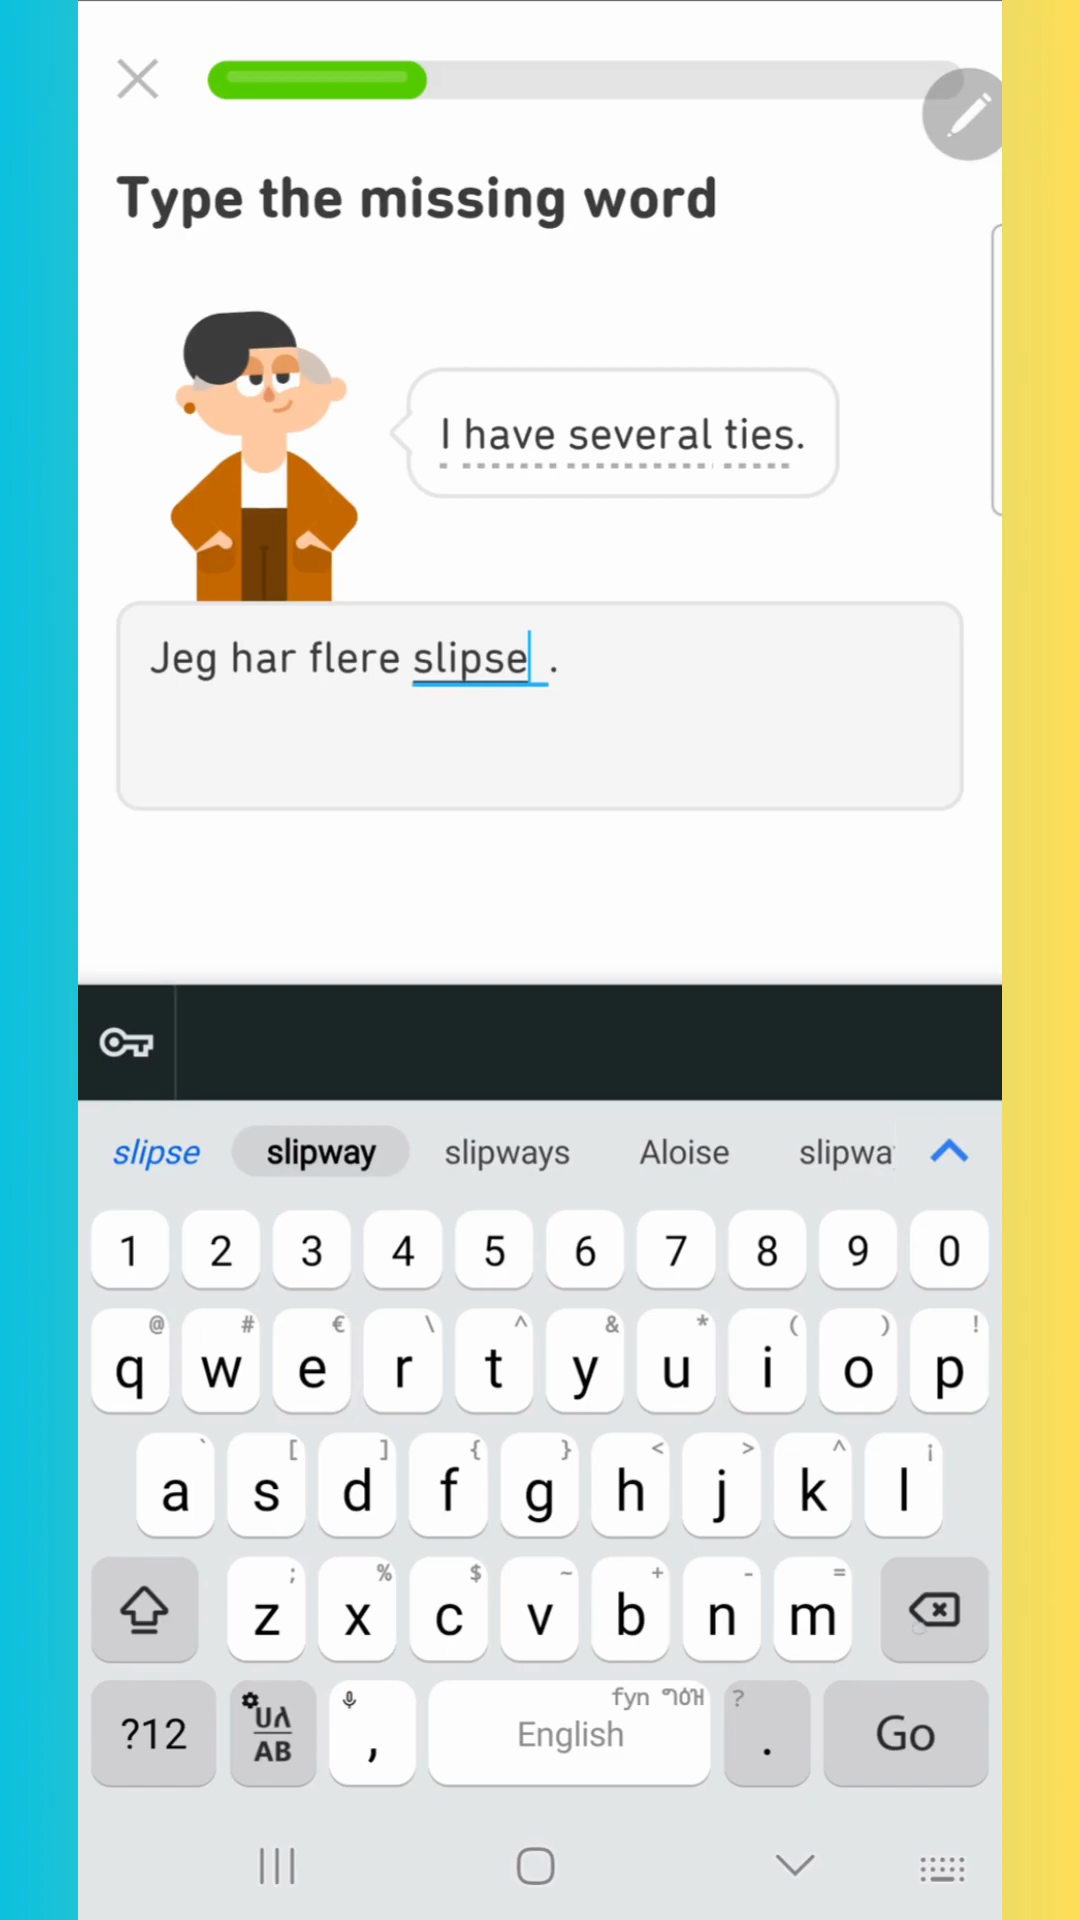 Type the missing word
I have several ties.
Jeg har flere slipse .
slipse slipway slipways Aloise slipwa
1 2 3 4 5 6 7 8 9 0
@ # € \ ^ & * ( ) !
q w e r t y u i o p
` [ ] { } < > ^ ¡
a s d f g h j k l
; % $ ~ + - =
z x c v b n m
?12 , English . ? Go
AB